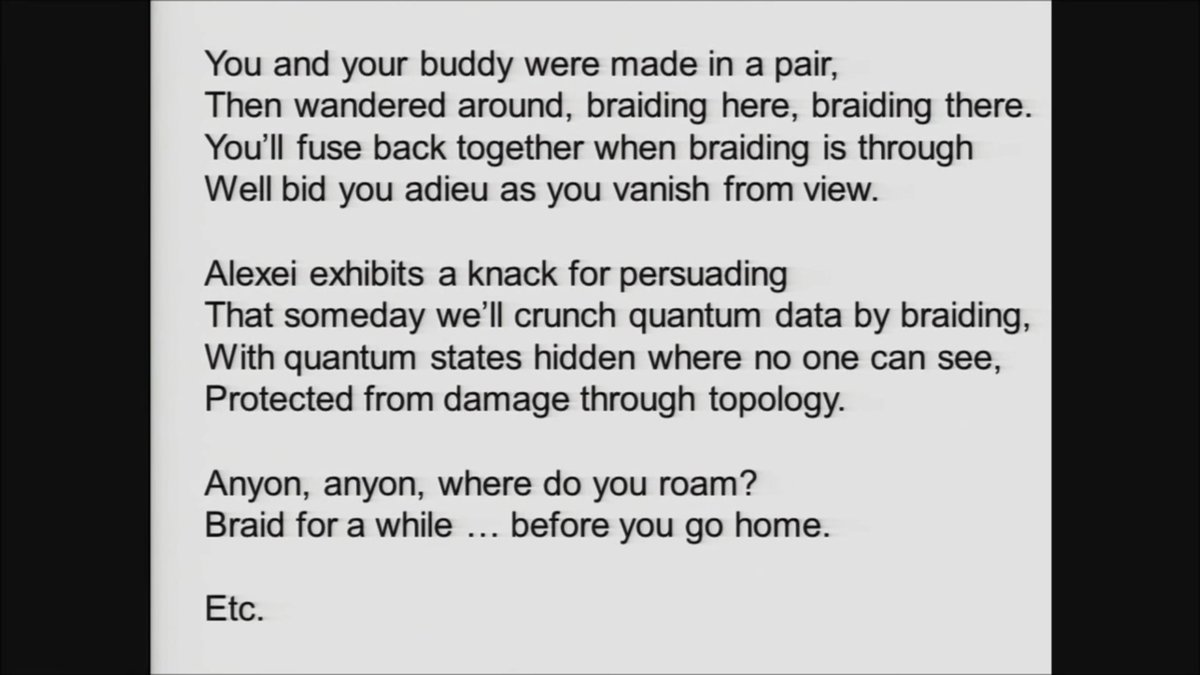 You and your buddy were made in a pair,
Then wandered around, braiding here, braiding there.
You’ll fuse back together when braiding is through
Well bid you adieu as you vanish from view.
Alexei exhibits a knack for persuading
That someday we’ll crunch quantum data by braiding,
With quantum states hidden where no one can see,
Protected from damage through topology.
Anyon, anyon, where do you roam?
Braid for a while … before you go home.
Etc.